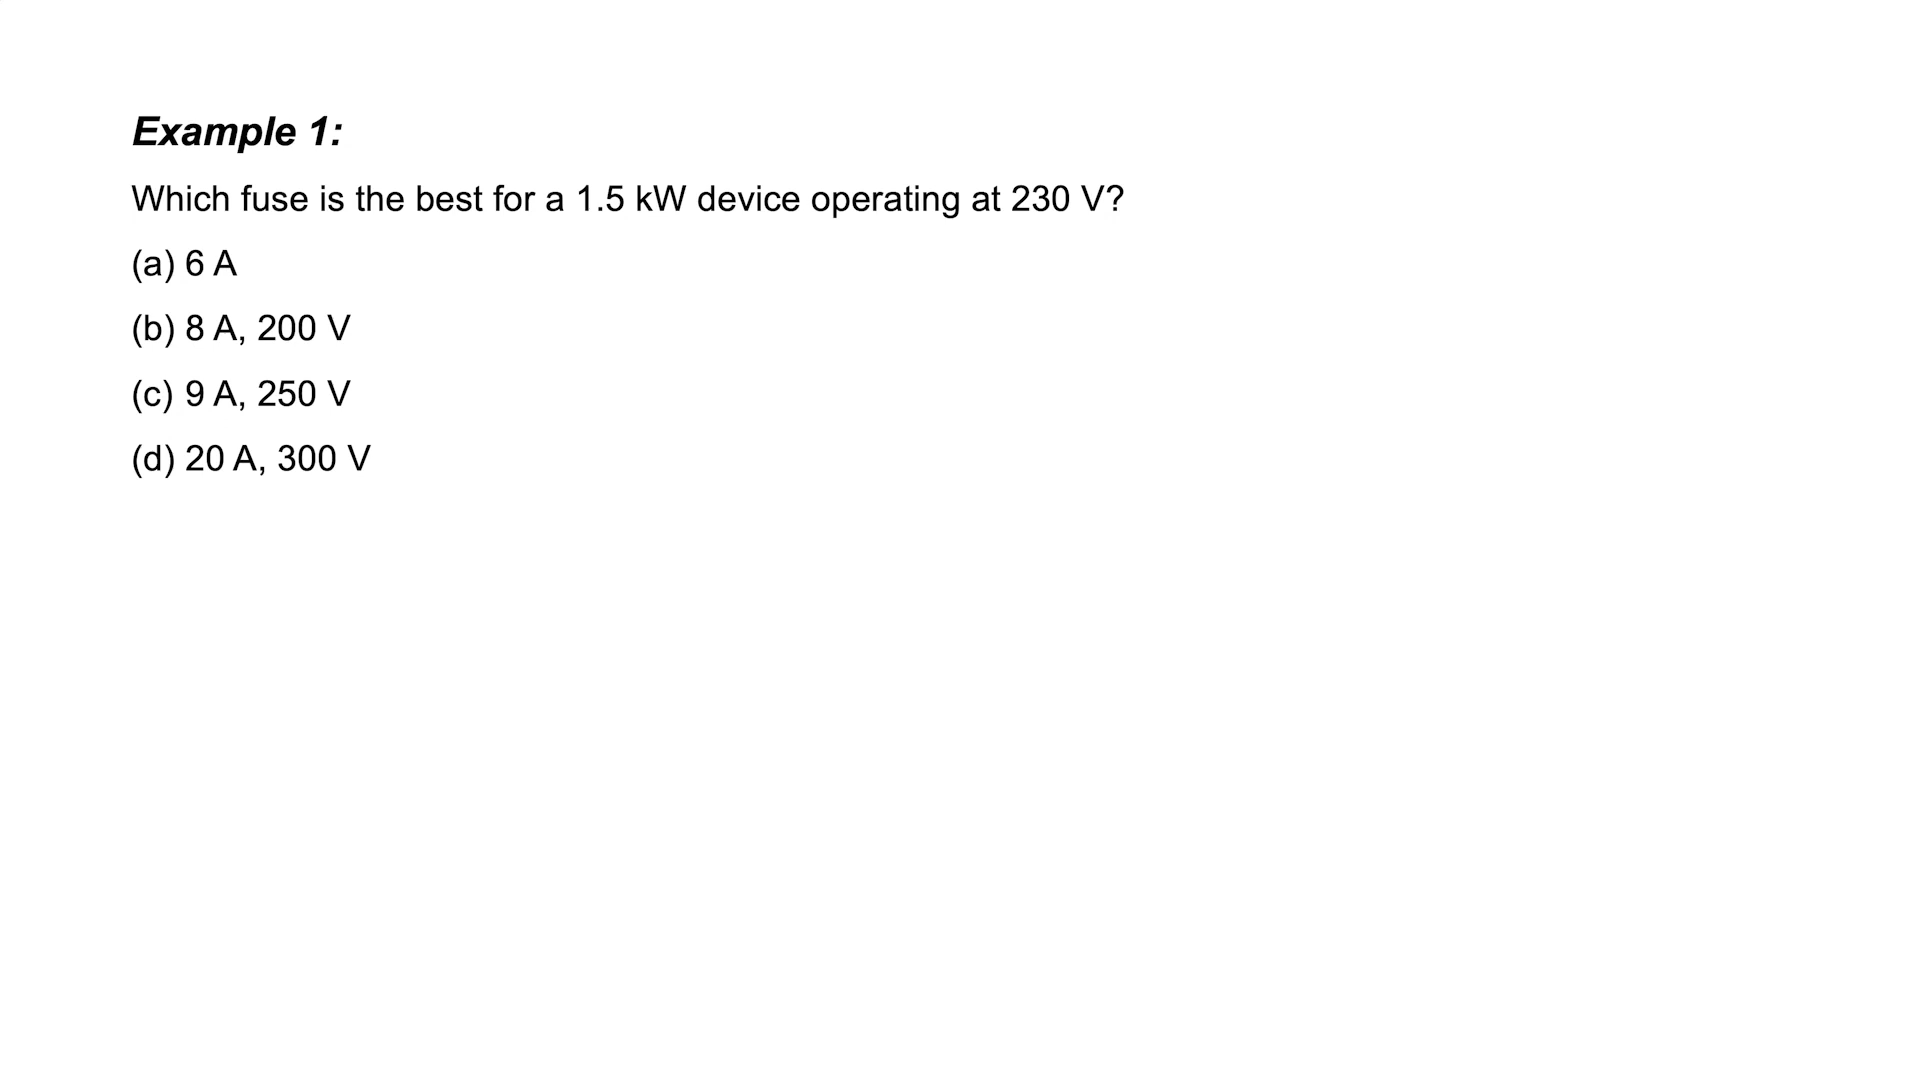 Example 1:
Which fuse is the best for a 1.5 kW device operating at 230 V?
(a) 6 A
(b) 8 A, 200 V
(c) 9 A, 250 V
(d) 20 A, 300 V